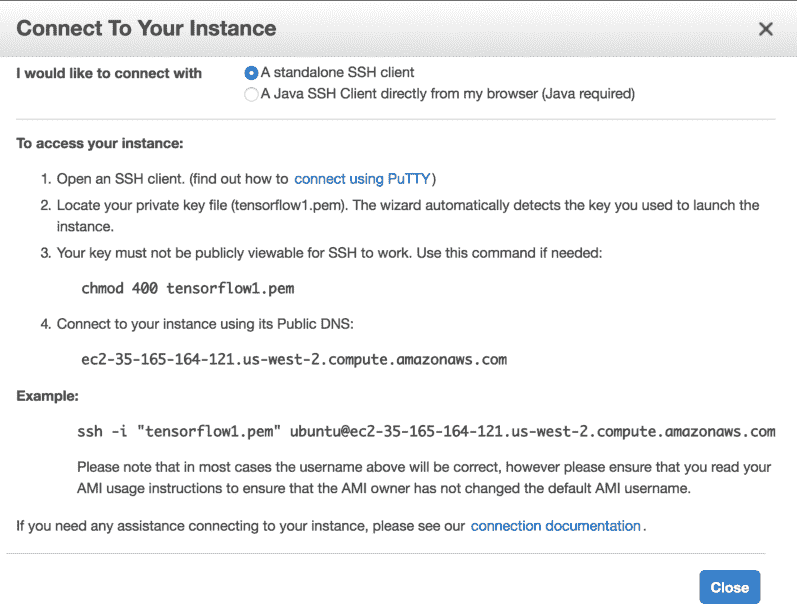 Connect To Your Instance
I would like to connect with
A standalone SSH client
A Java SSH Client directly from my browser (Java required)
To access your instance:
1. Open an SSH client. (find out how to connect using PuTTY)
2. Locate your private key file (tensorflow1.pem). The wizard automatically detects the key you used to launch the
instance.
3. Your key must not be publicly viewable for SSH to work. Use this command if needed:
chmod 400 tensorflow1.pem
4. Connect to your instance using its Public DNS:
ec2-35-165-164-121.us-west-2.compute.amazonaws.com
Example:
ssh -i "tensorflow1.pem" ubuntu@ec2-35-165-164-121.us-west-2.compute.amazonaws.com
Please note that in most cases the username above will be correct, however please ensure that you read your
AMI usage instructions to ensure that the AMI owner has not changed the default AMI username.
If you need any assistance connecting to your instance, please see our connection documentation.
Close